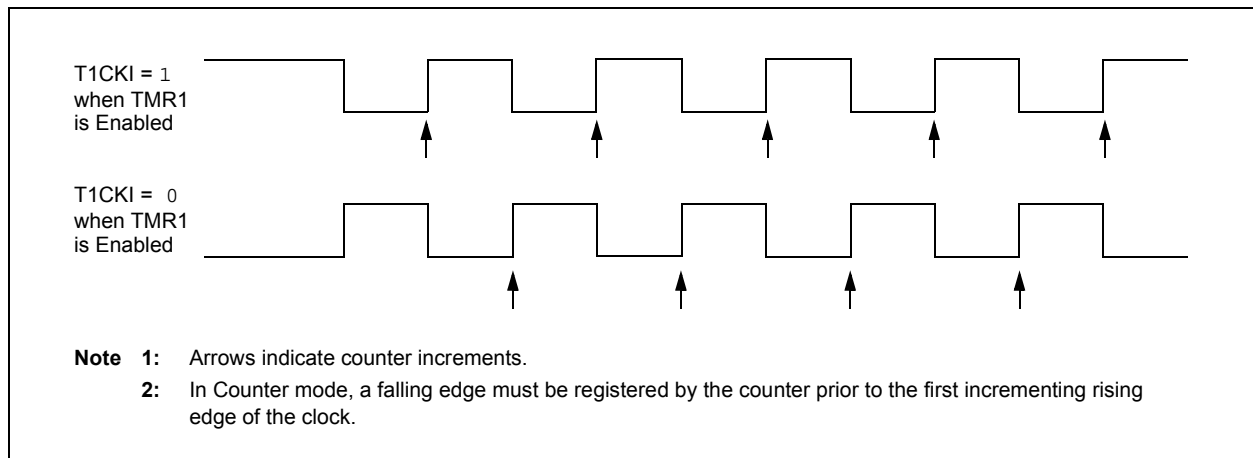 T1CKI = 1
when TMR1
is Enabled
T1CKI = 0
when TMR1
is Enabled
Note 1: Arrows indicate counter increments.
2: In Counter mode, a falling edge must be registered by the counter prior to the first incrementing rising
edge of the clock.